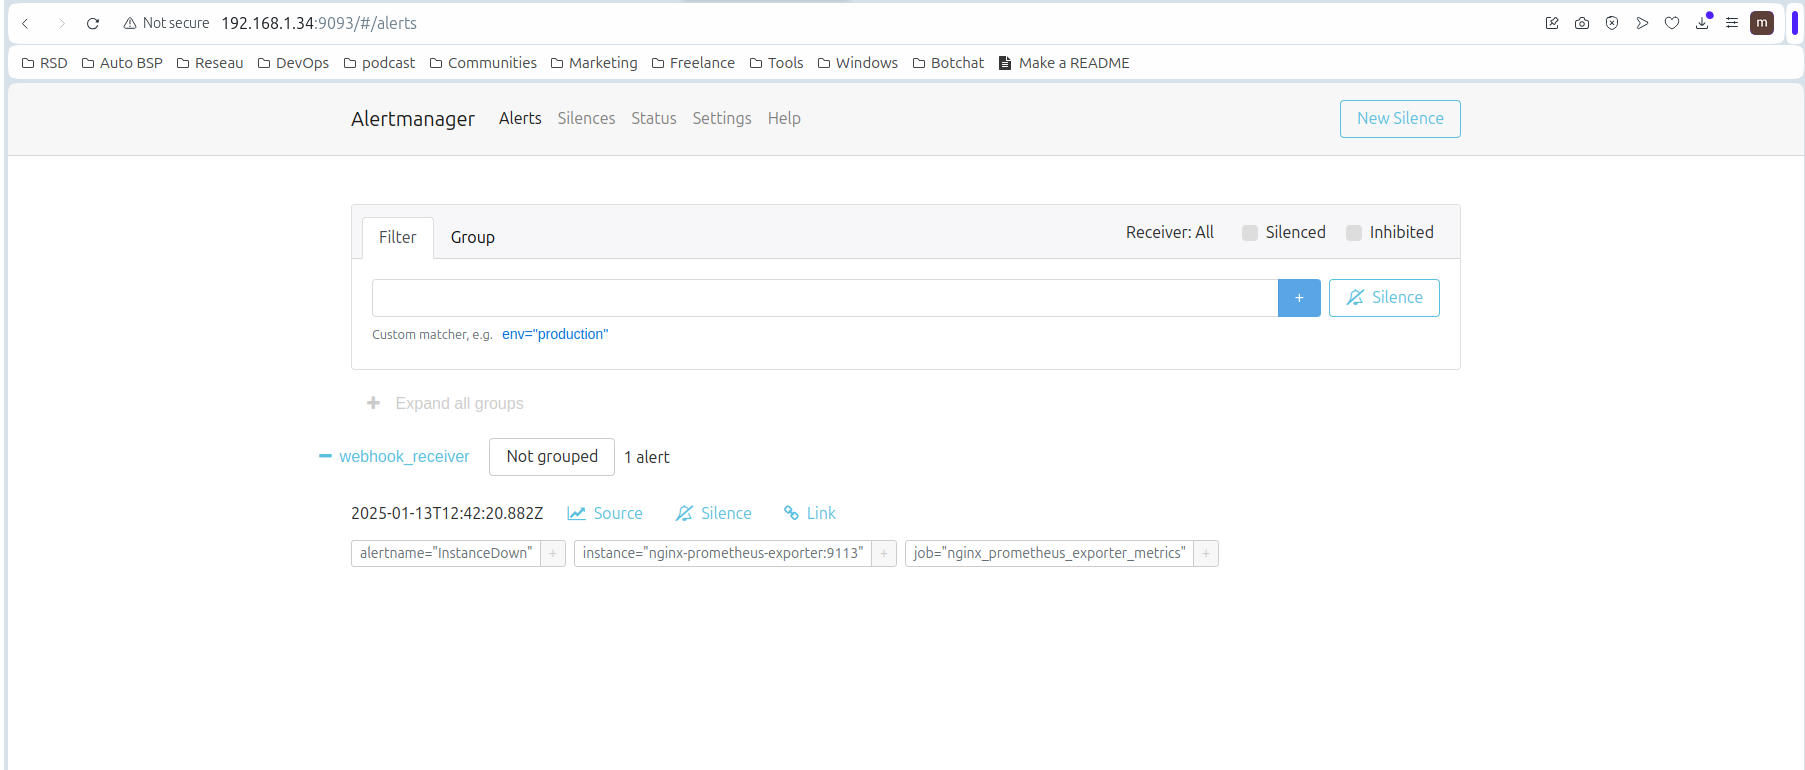 Not secure 192.168.1.34:9093/#/alerts m
RSD Auto BSP Reseau DevOps podcast Communities Marketing Freelance Tools Windows Botchat Make a README
Alertmanager Alerts Silences Status Settings Help New Silence
Filter Group Receiver: All Silenced Inhibited
+ Silence
Custom matcher, e.g. env="production"
+ Expand all groups
webhook_receiver Not grouped 1 alert
2025-01-13T12:42:20.882Z Source Silence Link
alertname="InstanceDown" + instance="nginx-prometheus-exporter:9113" + job="nginx_prometheus_exporter_metrics" +